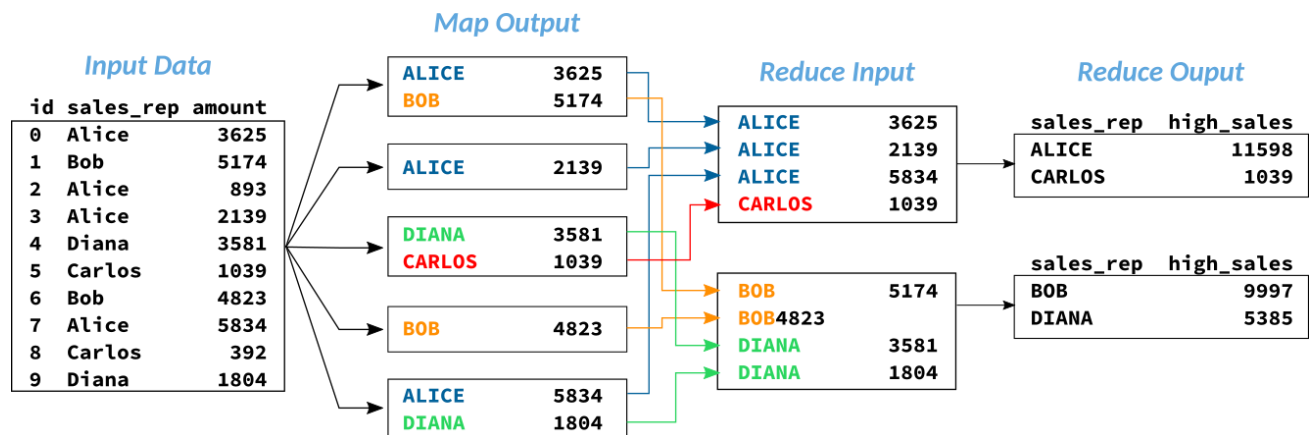 Input Data
id sales_rep amount
0 Alice 3625
1 Bob 5174
2 Alice 893
3 Alice 2139
4 Diana 3581
5 Carlos 1039
6 Bob 4823
7 Alice 5834
8 Carlos 392
9 Diana 1804
Map Output
ALICE 3625
BOB 5174
ALICE 2139
DIANA 3581
CARLOS 1039
BOB 4823
ALICE 5834
DIANA 1804
Reduce Input
ALICE 3625
ALICE 2139
ALICE 5834
CARLOS 1039
BOB 5174
BOB4823
DIANA 3581
DIANA 1804
Reduce Ouput
sales_rep high_sales
ALICE 11598
CARLOS 1039
sales_rep high_sales
BOB 9997
DIANA 5385